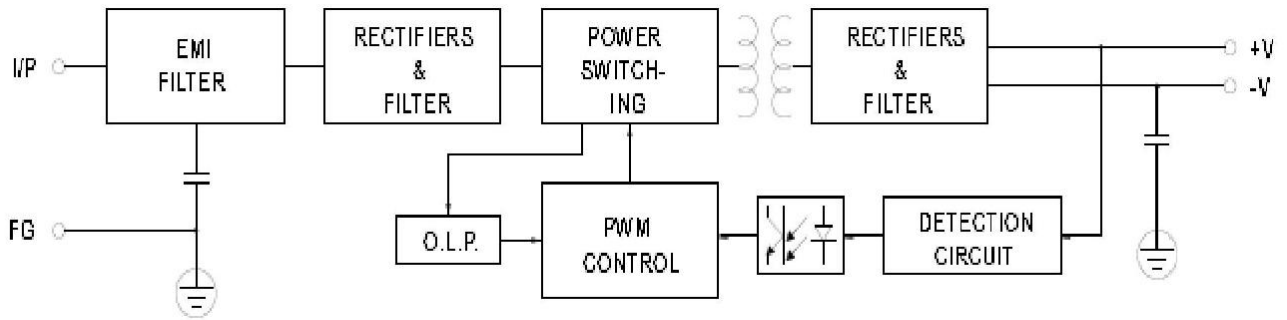 I/P
EMI
FILTER
RECTIFIERS
&
FILTER
POWER
SWITCH-
ING
RECTIFIERS
&
FILTER
+V
-V
FG
O.L.P.
PWM
CONTROL
DETECTION
CIRCUIT